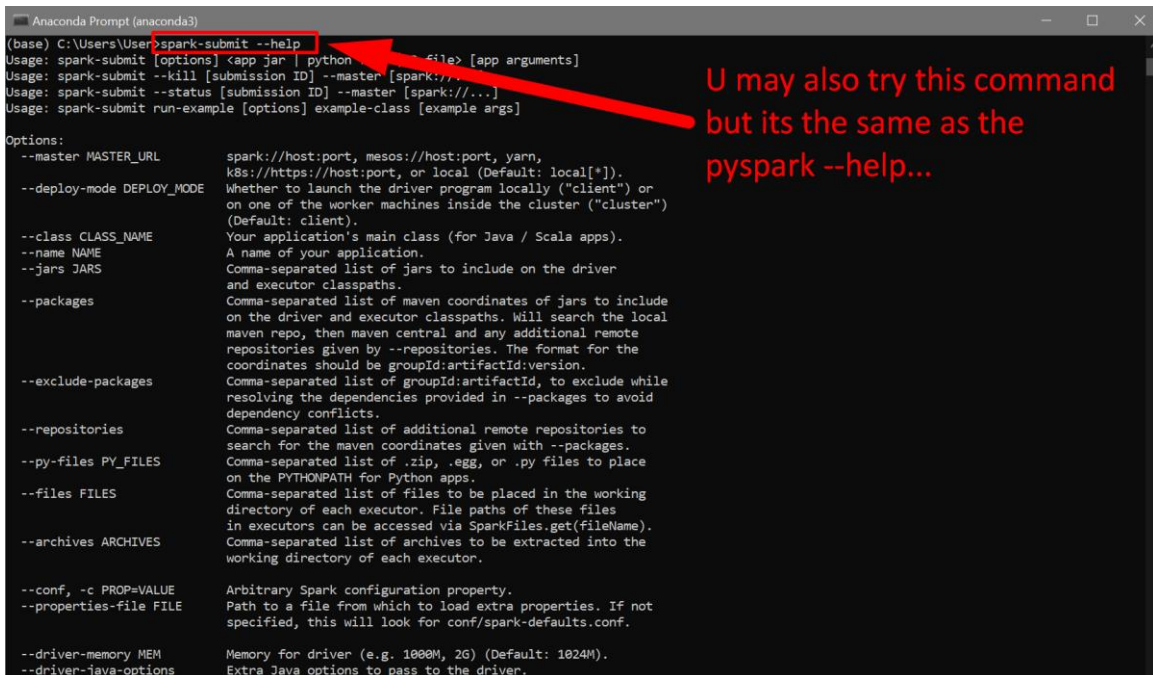 Anaconda Prompt (anaconda3)
(base) C:\Users\User>spark-submit --help
Usage: spark-submit [options] <app jar | python file> [app arguments]
Usage: spark-submit --kill [submission ID] --master [spark://...]
Usage: spark-submit --status [submission ID] --master [spark://...]
Usage: spark-submit run-example [options] example-class [example args]
U may also try this command
but its the same as the
pyspark --help...
Options:
--master MASTER_URL spark://host:port, mesos://host:port, yarn,
k8s://https://host:port, or local (Default: local[*]).
--deploy-mode DEPLOY_MODE Whether to launch the driver program locally ("client") or
on one of the worker machines inside the cluster ("cluster")
(Default: client).
--class CLASS_NAME Your application's main class (for Java / Scala apps).
--name NAME A name of your application.
--jars JARS Comma-separated list of jars to include on the driver
and executor classpaths.
--packages Comma-separated list of maven coordinates of jars to include
on the driver and executor classpaths. Will search the local
maven repo, then maven central and any additional remote
repositories given by --repositories. The format for the
coordinates should be groupId:artifactId:version.
--exclude-packages Comma-separated list of groupId:artifactId, to exclude while
resolving the dependencies provided in --packages to avoid
dependency conflicts.
--repositories Comma-separated list of additional remote repositories to
search for the maven coordinates given with --packages.
--py-files PY_FILES Comma-separated list of .zip, .egg, or .py files to place
on the PYTHONPATH for Python apps.
--files FILES Comma-separated list of files to be placed in the working
directory of each executor. File paths of these files
in executors can be accessed via SparkFiles.get(fileName).
--archives ARCHIVES Comma-separated list of archives to be extracted into the
working directory of each executor.
--conf, -c PROP=VALUE Arbitrary Spark configuration property.
--properties-file FILE Path to a file from which to load extra properties. If not
specified, this will look for conf/spark-defaults.conf.
--driver-memory MEM Memory for driver (e.g. 1000M, 2G) (Default: 1024M).
--driver-java-options Extra Java options to pass to the driver.